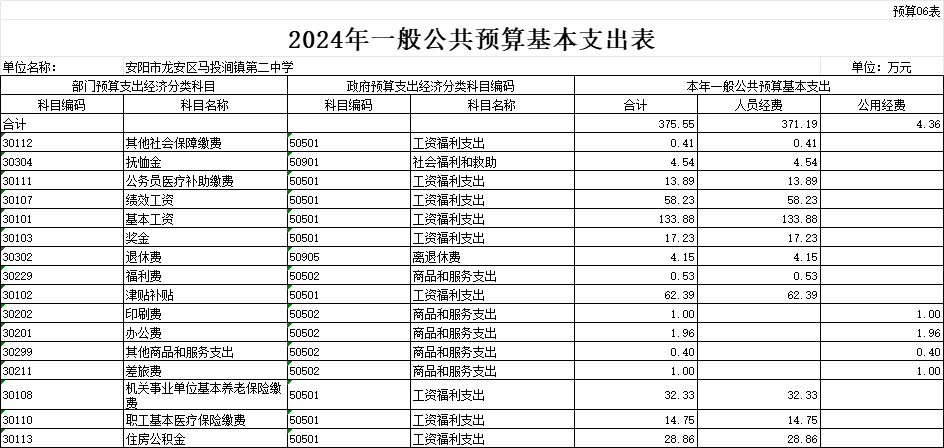 预算06表
2024年一般公共预算基本支出表
单位名称： 安阳市龙安区马投涧镇第二中学 单位：万元
部门预算支出经济分类科目 政府预算支出经济分类科目编码 本年一般公共预算基本支出
科目编码 科目名称 科目编码 科目名称 合计 人员经费 公用经费
合计 375.55 371.19 4.36
30112 其他社会保障缴费 50501 工资福利支出 0.41 0.41
30304 抚恤金 50901 社会福利和救助 4.54 4.54
30111 公务员医疗补助缴费 50501 工资福利支出 13.89 13.89
30107 绩效工资 50501 工资福利支出 58.23 58.23
30101 基本工资 50501 工资福利支出 133.88 133.88
30103 奖金 50501 工资福利支出 17.23 17.23
30302 退休费 50905 离退休费 4.15 4.15
30229 福利费 50502 商品和服务支出 0.53 0.53
30102 津贴补贴 50501 工资福利支出 62.39 62.39
30202 印刷费 50502 商品和服务支出 1.00 1.00
30201 办公费 50502 商品和服务支出 1.96 1.96
30299 其他商品和服务支出 50502 商品和服务支出 0.40 0.40
30211 差旅费 50502 商品和服务支出 1.00 1.00
30108 机关事业单位基本养老保险缴 50501 工资福利支出 32.33 32.33
费
30110 职工基本医疗保险缴费 50501 工资福利支出 14.75 14.75
30113 住房公积金 50501 工资福利支出 28.86 28.86